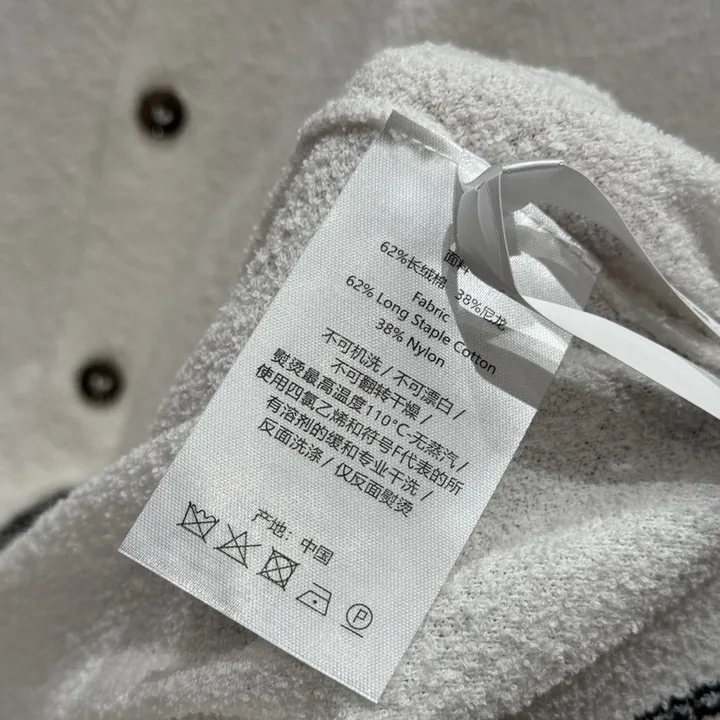 面料
62%长绒棉 38%尼龙
Fabric
62% Long Staple Cotton
38% Nylon
不可机洗 / 不可漂白 /
不可翻转干燥 /
熨烫最高温度110°C-无蒸汽 /
使用四氯乙烯和符号F代表的所
有溶剂的缓和专业干洗 /
反面洗涤 / 仅反面熨烫
产地：中国
P